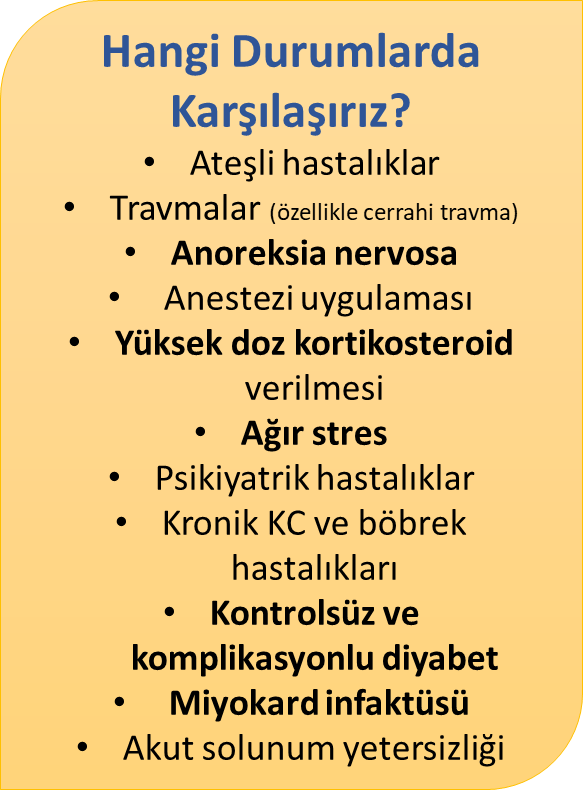 Hangi Durumlarda
Karşılaşırız?
• Ateşli hastalıklar
• Travmalar (özellikle cerrahi travma)
• Anoreksia nervosa
• Anestezi uygulaması
• Yüksek doz kortikosteroid
verilmesi
• Ağır stres
• Psikiyatrik hastalıklar
• Kronik KC ve böbrek
hastalıkları
• Kontrolsüz ve
komplikasyonlu diyabet
• Miyokard infaktüsü
• Akut solunum yetersizliği